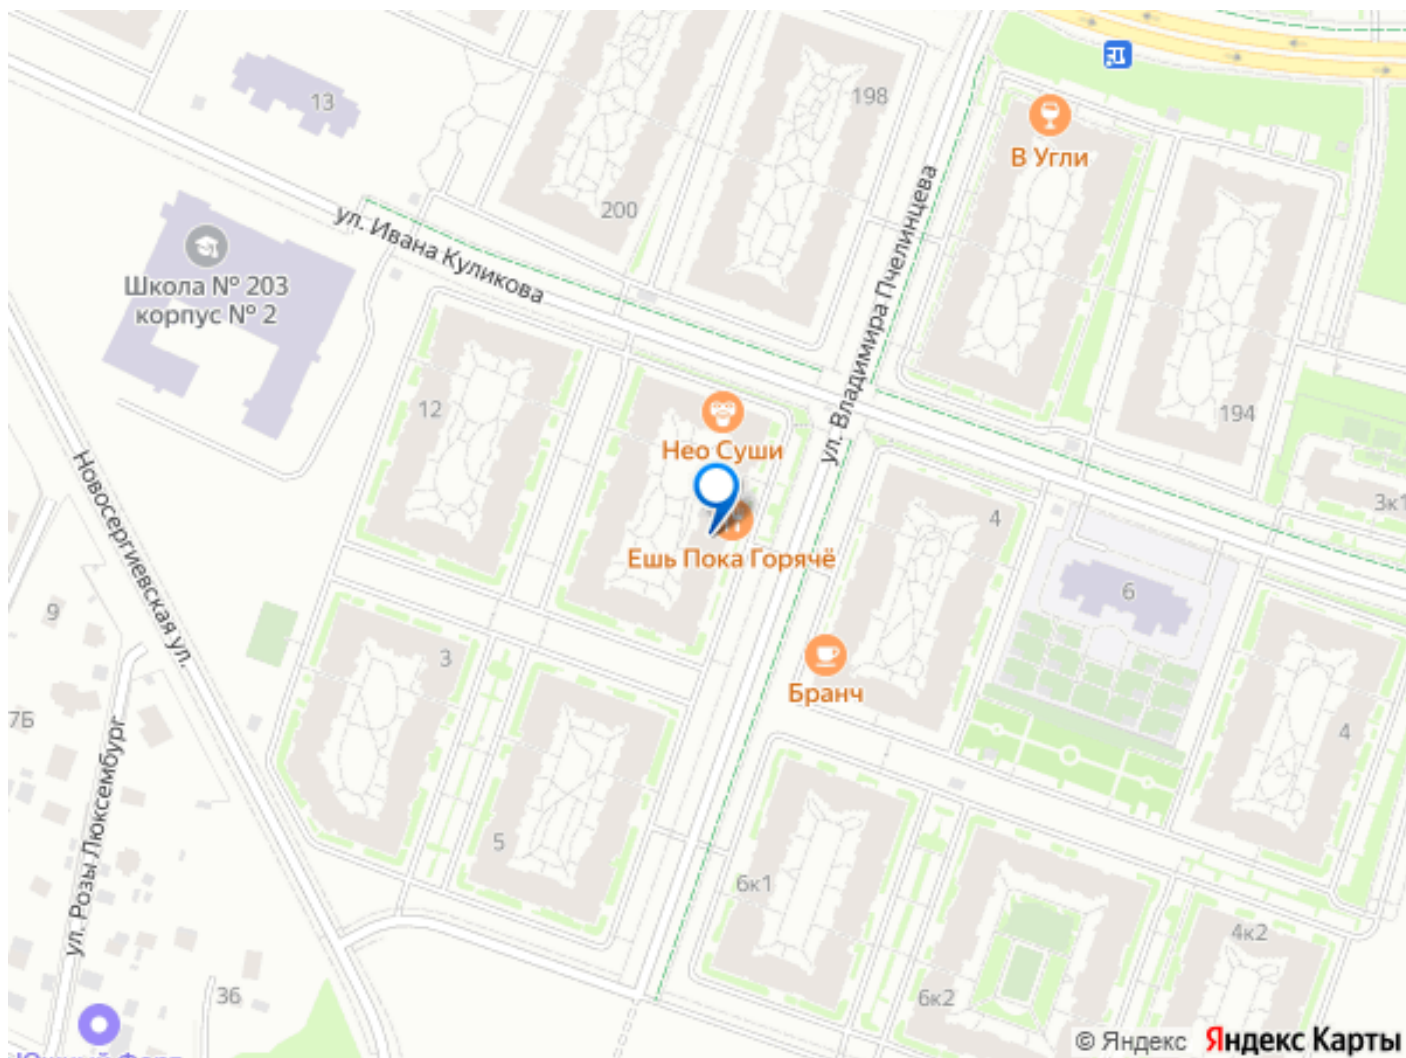 13
198
В Угли
200
ул. Владимира Пчелинцева
ул. Ивана Куликова
Школа № 203
корпус № 2
12
Нео Суши
194
3к1
Новосергиевская ул.
4
Ешь Пока Горячё
6
9
3
Бранч
7Б
4
ул. Розы Люксембург
5
6к1
4к2
36
6к2
© Яндекс
Яндекс Карты